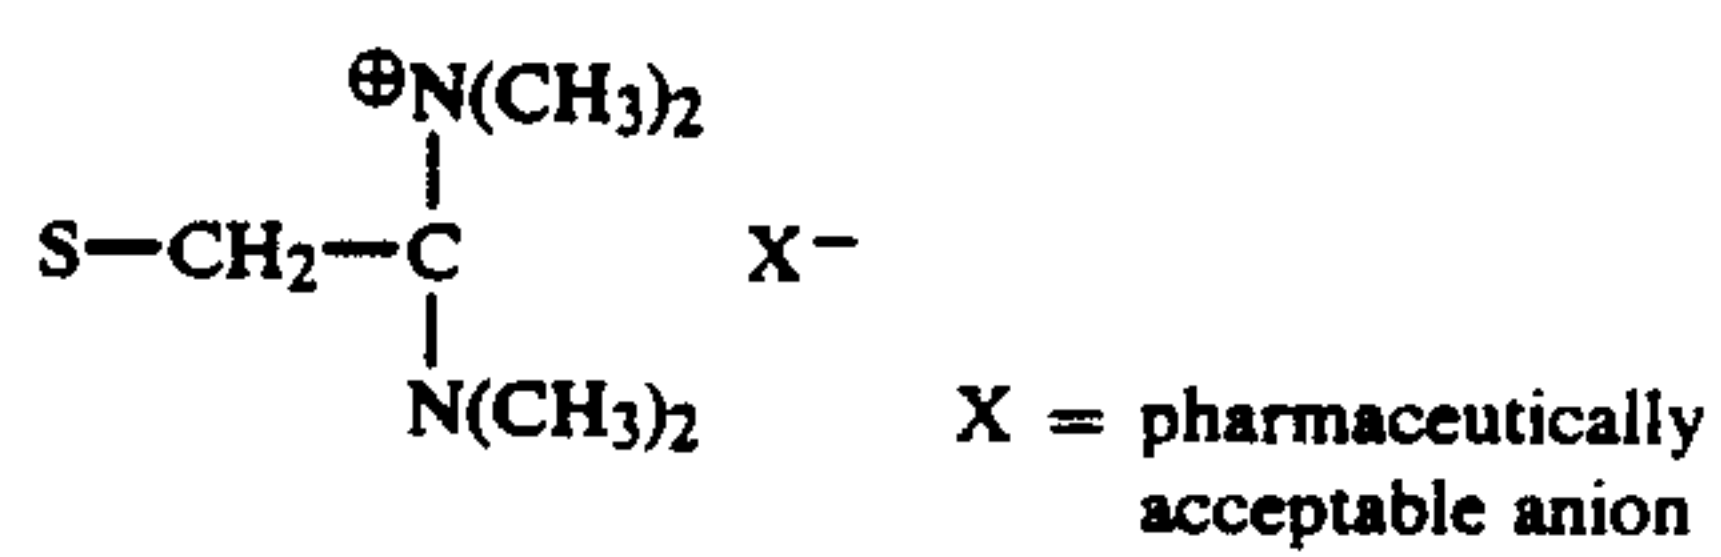 ⊕N(CH3)2
S—CH2—C X−
N(CH3)2
X = pharmaceutically
acceptable anion